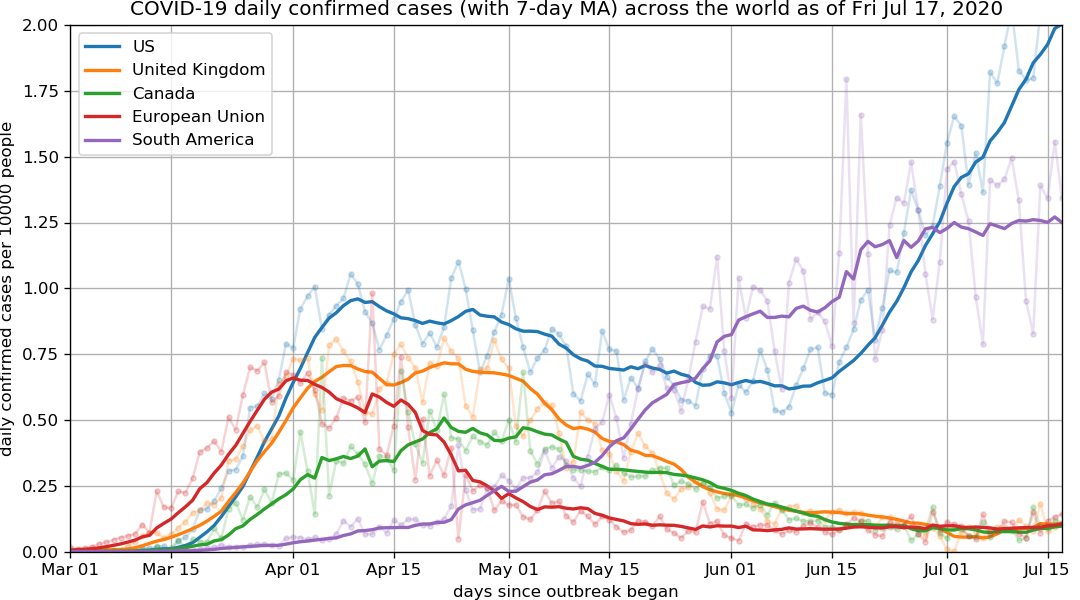 COVID-19 daily confirmed cases (with 7-day MA) across the world as of Fri Jul 17, 2020
daily confirmed cases per 10000 people
2.00
1.75
1.50
1.25
1.00
0.75
0.50
0.25
0.00
US
United Kingdom
Canada
European Union
South America
Mar 01 Mar 15 Apr 01 Apr 15 May 01 May 15 Jun 01 Jun 15 Jul 01 Jul 15
days since outbreak began